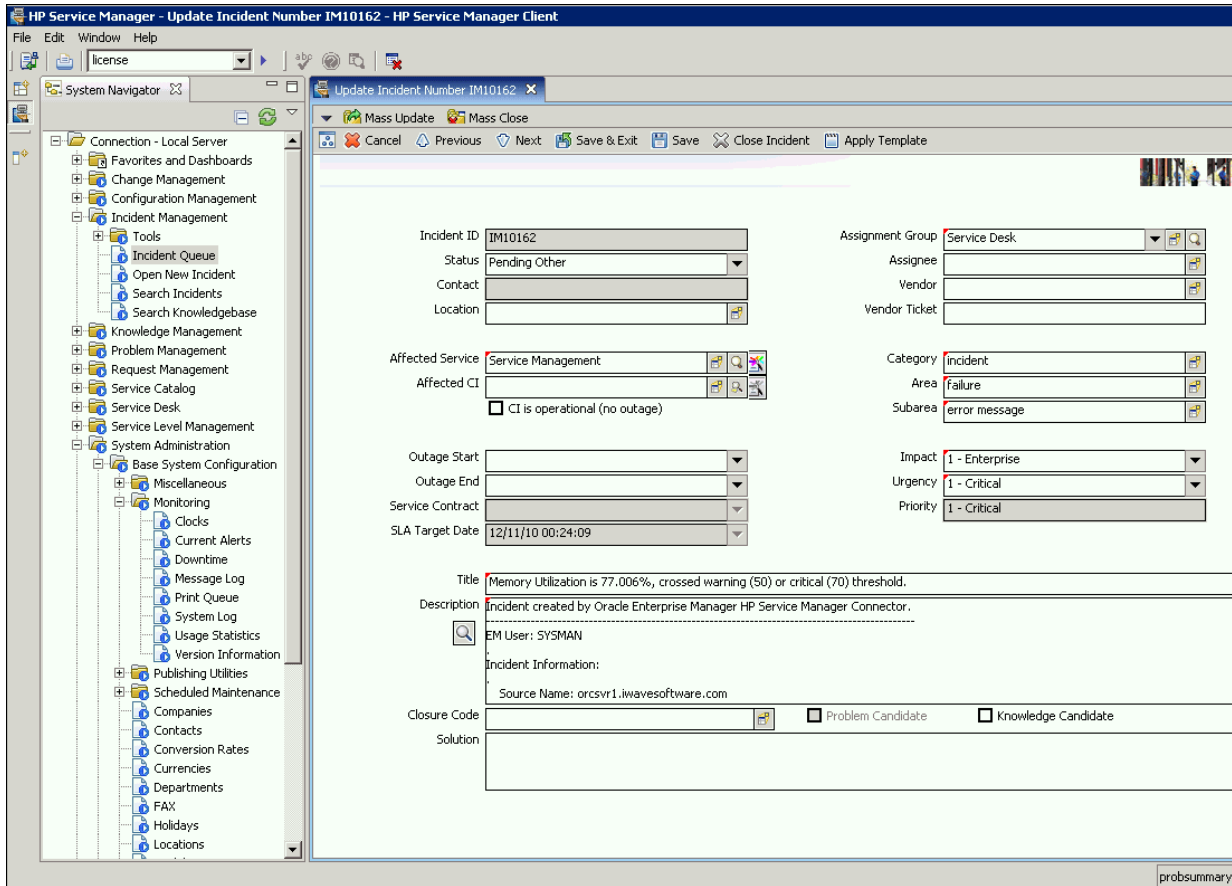 HP Service Manager - Update Incident Number IM10162 - HP Service Manager Client
File Edit Window Help
license
abc
System Navigator
Connection - Local Server
Favorites and Dashboards
Change Management
Configuration Management
Incident Management
Tools
Incident Queue
Open New Incident
Search Incidents
Search Knowledgebase
Knowledge Management
Problem Management
Request Management
Service Catalog
Service Desk
Service Level Management
System Administration
Base System Configuration
Miscellaneous
Monitoring
Clocks
Current Alerts
Downtime
Message Log
Print Queue
System Log
Usage Statistics
Version Information
Publishing Utilities
Scheduled Maintenance
Companies
Contacts
Conversion Rates
Currencies
Departments
FAX
Holidays
Locations
Update Incident Number IM10162
Mass Update Mass Close
Cancel Previous Next Save & Exit Save Close Incident Apply Template
Incident ID IM10162
Status Pending Other
Contact
Location
Assignment Group Service Desk
Assignee
Vendor
Vendor Ticket
Affected Service Service Management
Affected CI
CI is operational (no outage)
Category incident
Area failure
Subarea error message
Outage Start
Outage End
Service Contract
SLA Target Date 12/11/10 00:24:09
Impact 1 - Enterprise
Urgency 1 - Critical
Priority 1 - Critical
Title Memory Utilization is 77.006%, crossed warning (50) or critical (70) threshold.
Description Incident created by Oracle Enterprise Manager HP Service Manager Connector.
--------------------------------------------------------------------------------
EM User: SYSMAN
.
Incident Information:
.
Source Name: orcsvr1.iwavesoftware.com
Closure Code
Problem Candidate Knowledge Candidate
Solution
probsummary